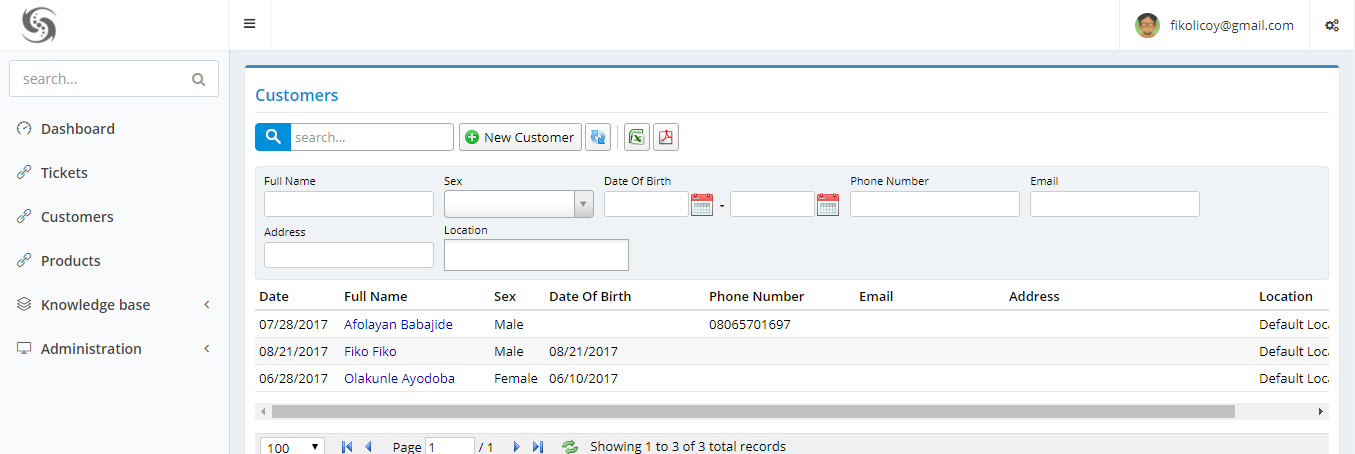 fikolicoy@gmail.com
search...
Dashboard
Tickets
Customers
Products
Knowledge base
Administration
Customers
search... New Customer
Full Name Sex Date Of Birth Phone Number Email
-
Address Location
Date Full Name Sex Date Of Birth Phone Number Email Address Location
07/28/2017 Afolayan Babajide Male 08065701697 Default Loca
08/21/2017 Fiko Fiko Male 08/21/2017 Default Loca
06/28/2017 Olakunle Ayodoba Female 06/10/2017 Default Loca
100 Page 1 / 1 Showing 1 to 3 of 3 total records